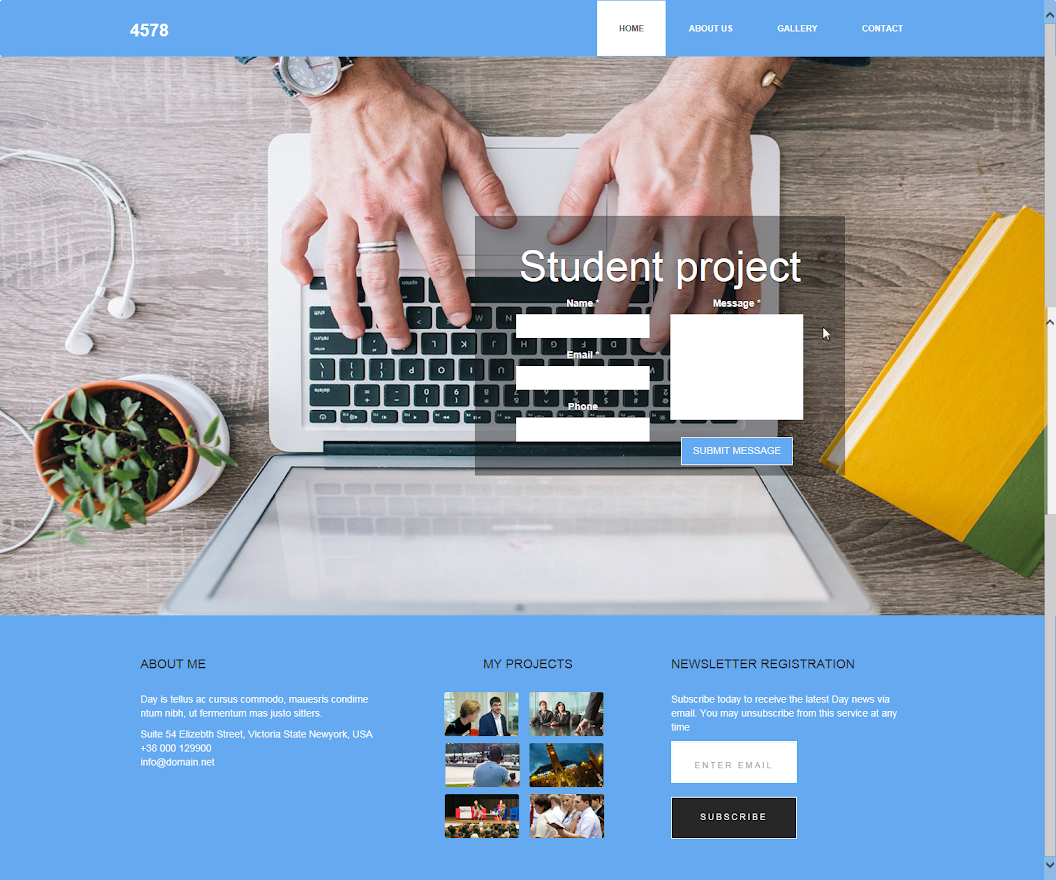 4578
HOME ABOUT US GALLERY CONTACT
Student project
Name *
Message *
Email *
Phone
SUBMIT MESSAGE
ABOUT ME
Day is tellus ac cursus commodo, mauesris condime
ntum nibh, ut fermentum mas justo sitters.
Suite 54 Elizebth Street, Victoria State Newyork, USA
+38 000 129900
info@domain.net
MY PROJECTS
NEWSLETTER REGISTRATION
Subscribe today to receive the latest Day news via
email. You may unsubscribe from this service at any
time
ENTER EMAIL
SUBSCRIBE